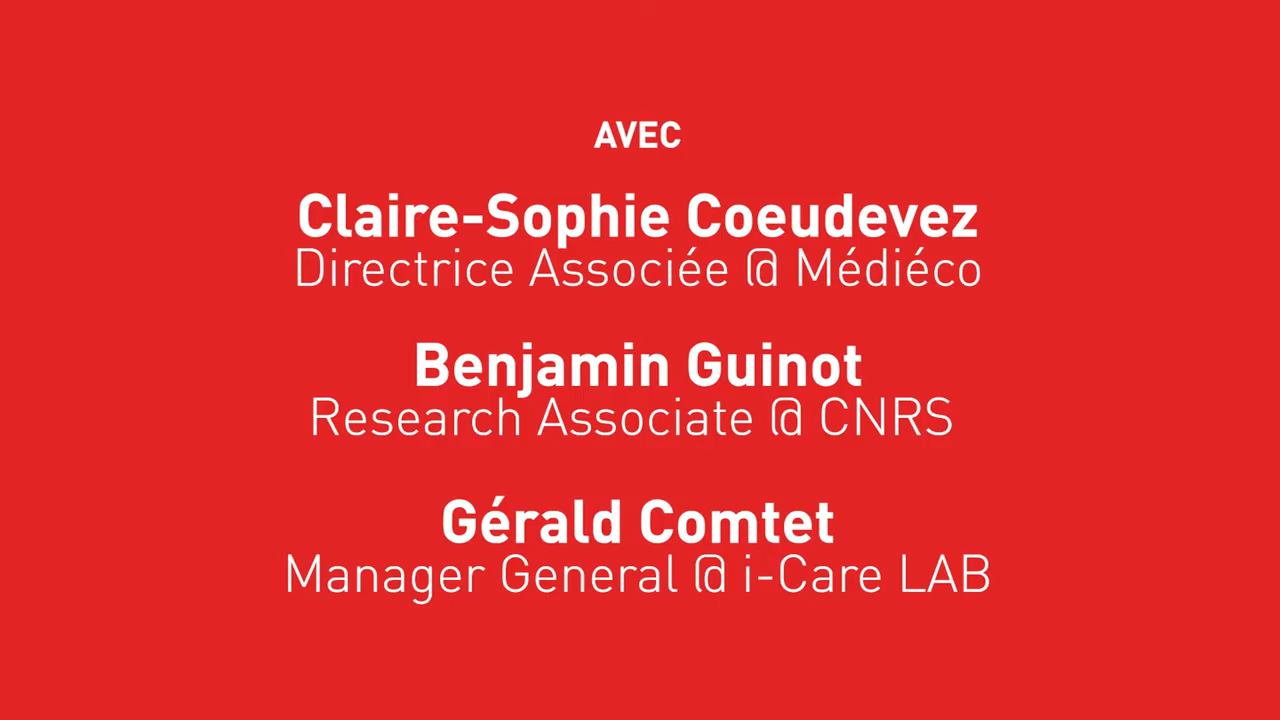 AVEC
Claire-Sophie Coeudevez
Directrice Associée @ Médiéco
Benjamin Guinot
Research Associate @ CNRS
Gérald Comtet
Manager General @ i-Care LAB